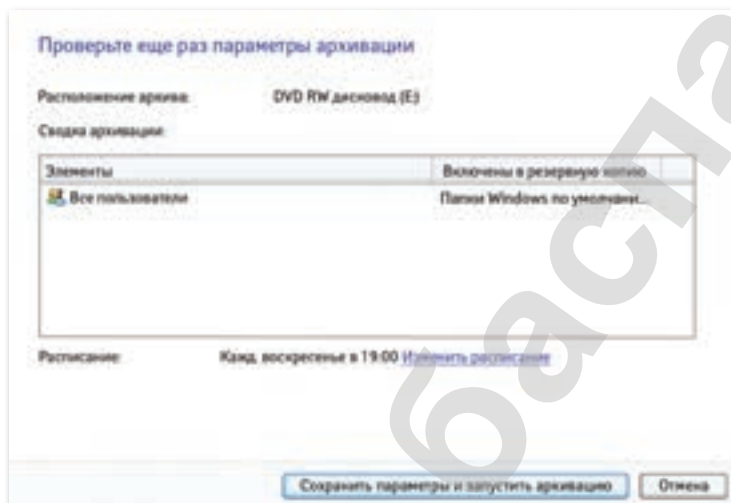 Проверьте еще раз параметры архивации
Расположение архива: DVD RW дисковод (E:)
Сводка архивации:
Элементы Включены в резервную копию
Все пользователи Папки Windows по умолчани...
Расписание: Кажд. воскресенье в 19:00 Изменить расписание
Сохранить параметры и запустить архивацию Отмена
баспа